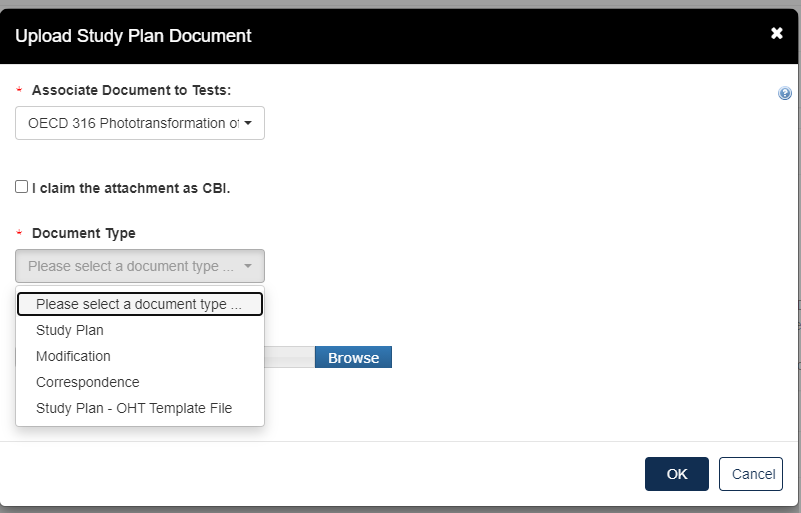 Upload Study Plan Document
* Associate Document to Tests:
OECD 316 Phototransformation of
I claim the attachment as CBI.
* Document Type
Please select a document type ...
Please select a document type ...
Study Plan
Modification
Correspondence
Study Plan - OHT Template File
Browse
OK Cancel